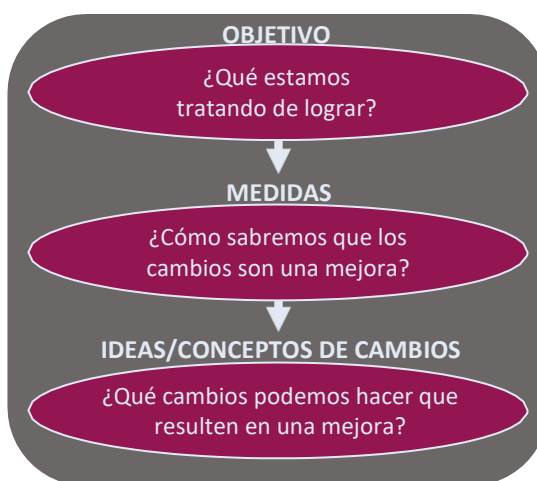 OBJETIVO
¿Qué estamos
tratando de lograr?
MEDIDAS
¿Cómo sabremos que los
cambios son una mejora?
IDEAS/CONCEPTOS DE CAMBIOS
¿Qué cambios podemos hacer que
resulten en una mejora?